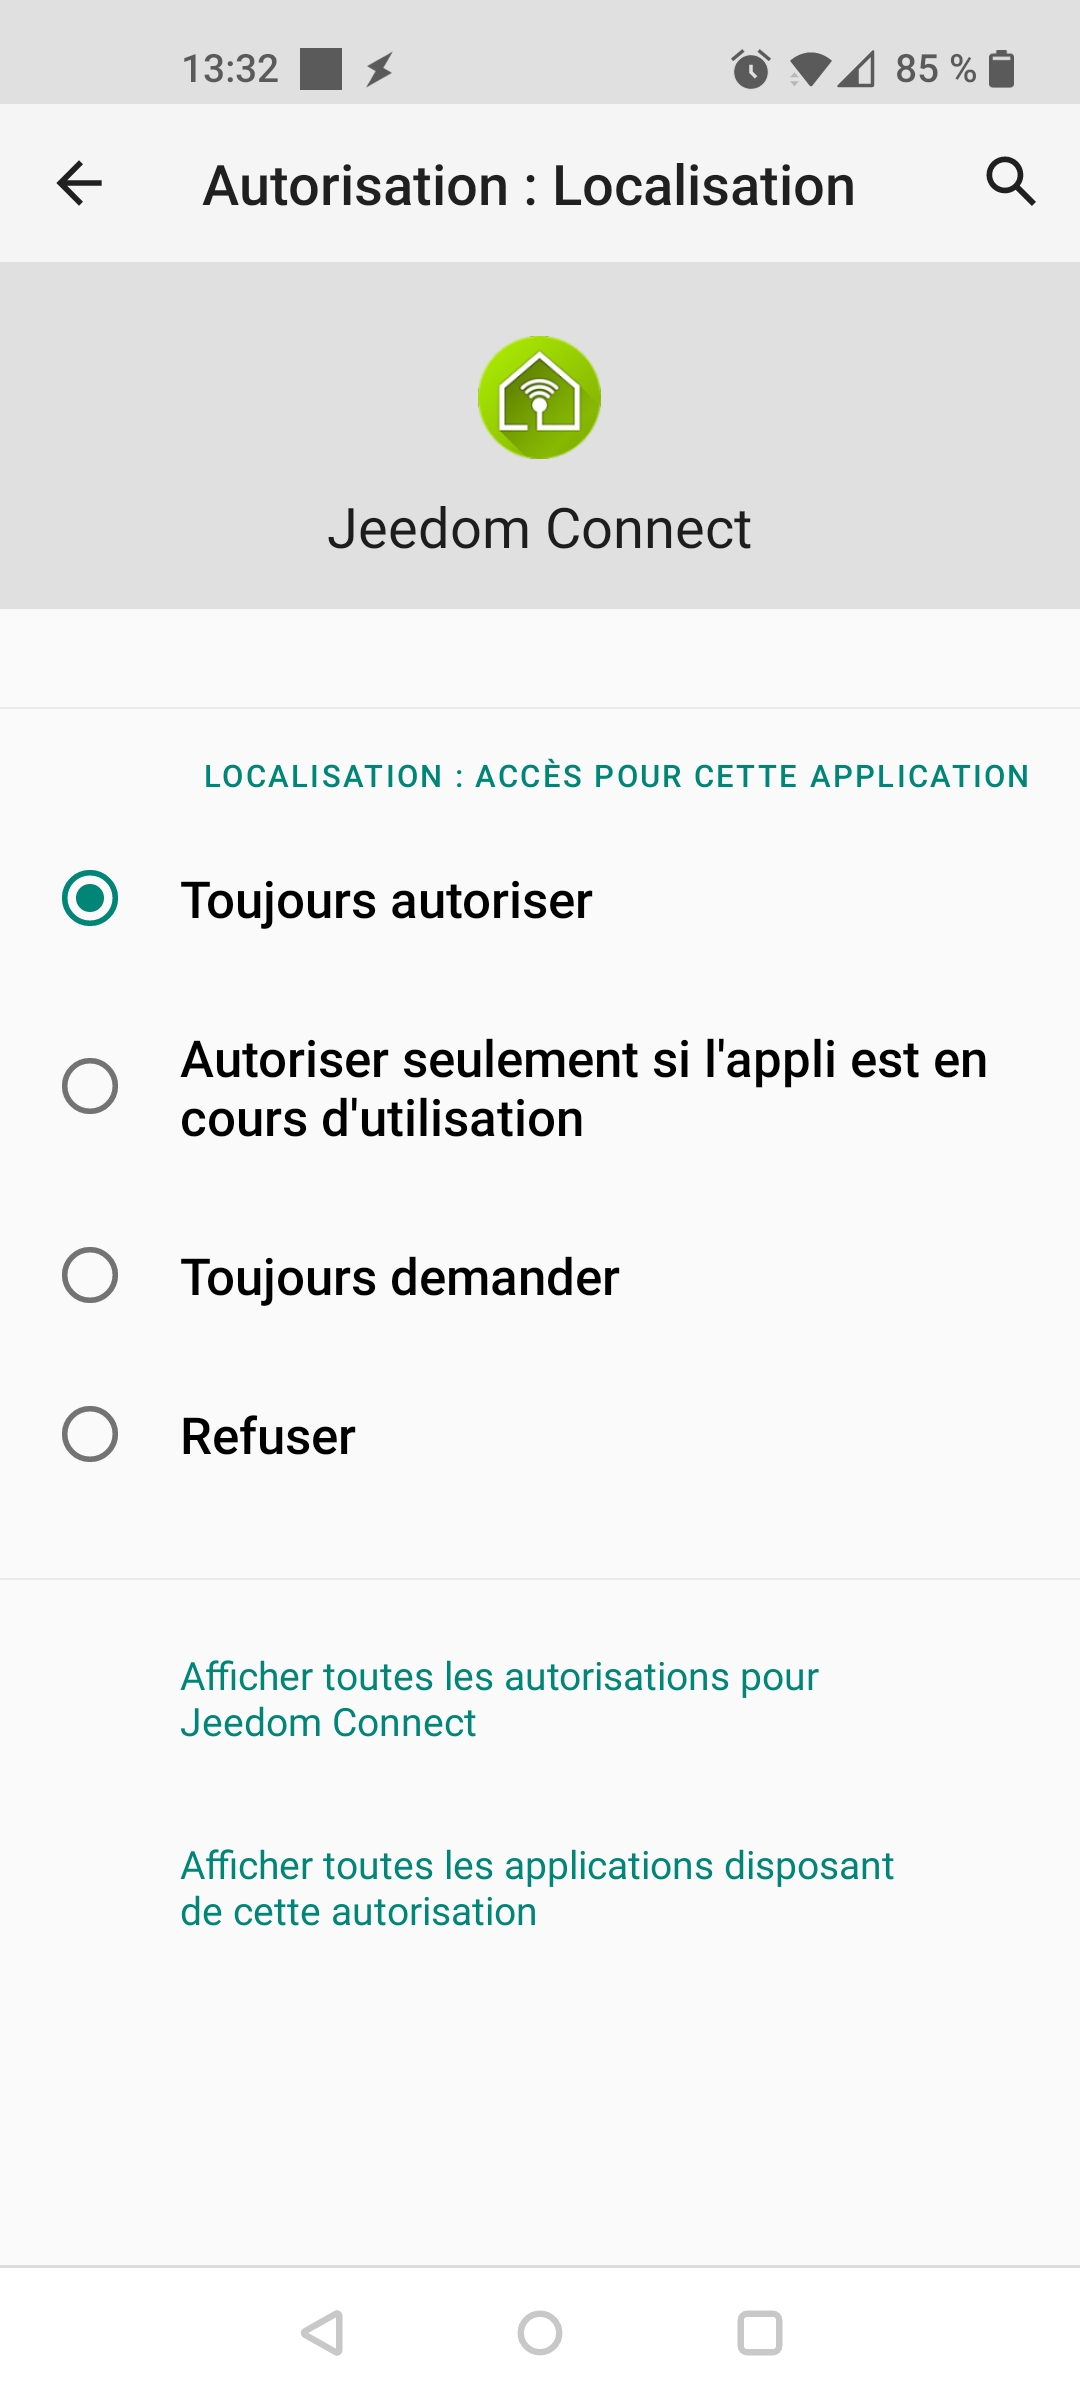 13:32 85 %
Autorisation : Localisation
Jeedom Connect
LOCALISATION : ACCÈS POUR CETTE APPLICATION
Toujours autoriser
Autoriser seulement si l'appli est en
cours d'utilisation
Toujours demander
Refuser
Afficher toutes les autorisations pour
Jeedom Connect
Afficher toutes les applications disposant
de cette autorisation